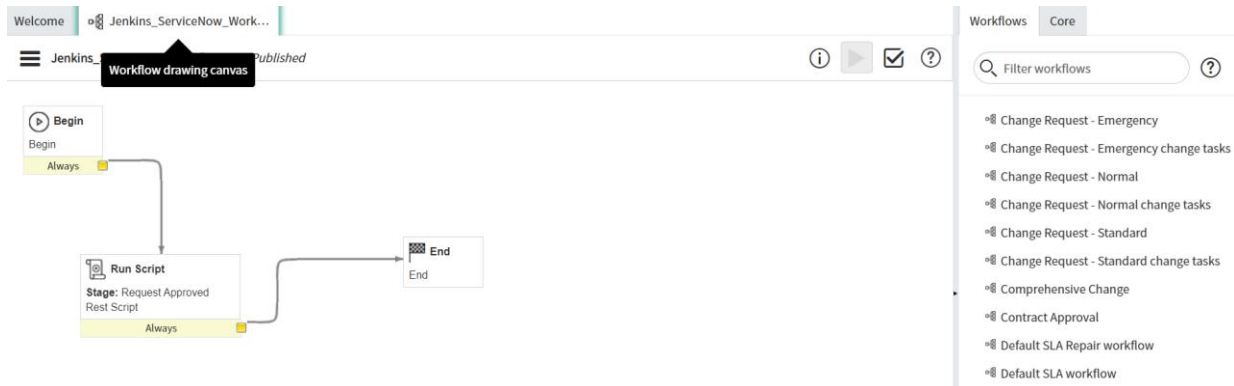 Welcome
Jenkins_ServiceNow_Work...
Workflows
Core
Jenkins_
Published
Workflow drawing canvas
Filter workflows
Begin
Begin
Always
Run Script
Stage: Request Approved
Rest Script
Always
End
End
Change Request - Emergency
Change Request - Emergency change tasks
Change Request - Normal
Change Request - Normal change tasks
Change Request - Standard
Change Request - Standard change tasks
Comprehensive Change
Contract Approval
Default SLA Repair workflow
Default SLA workflow